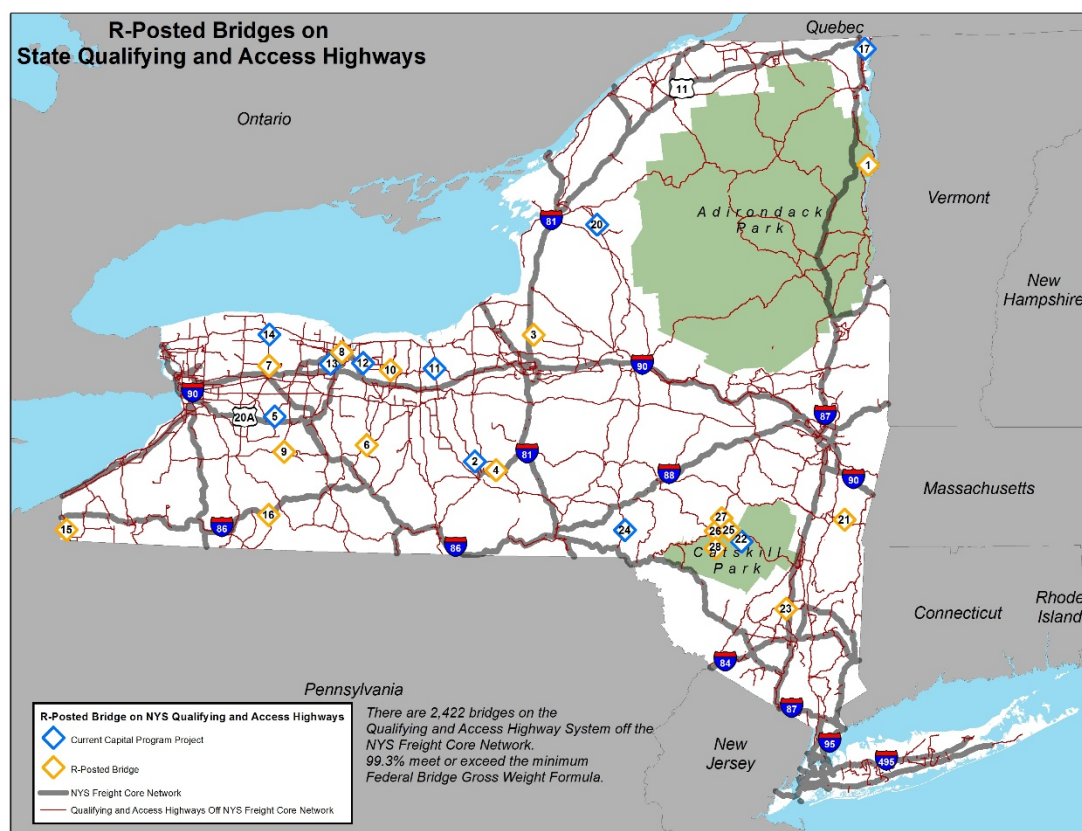 R-Posted Bridges on
State Qualifying and Access Highways
Quebec
17
11
Ontario
1
Vermont
Adirondack
Park
81
20
New
Hampshire
14
3
8
13
12
7
10
11
90
90
20A
5
87
9
6
2
4
81
88
90
Massachusetts
15
16
86
86
24
27
26
25
22
21
28
Catskill
Park
23
Connecticut
Rhode
Island
84
Pennsylvania
87
New
Jersey
95
495
R-Posted Bridge on NYS Qualifying and Access Highways
Current Capital Program Project
R-Posted Bridge
NYS Freight Core Network
Qualifying and Access Highways Off NYS Freight Core Network
There are 2,422 bridges on the
Qualifying and Access Highway System off the
NYS Freight Core Network.
99.3% meet or exceed the minimum
Federal Bridge Gross Weight Formula.